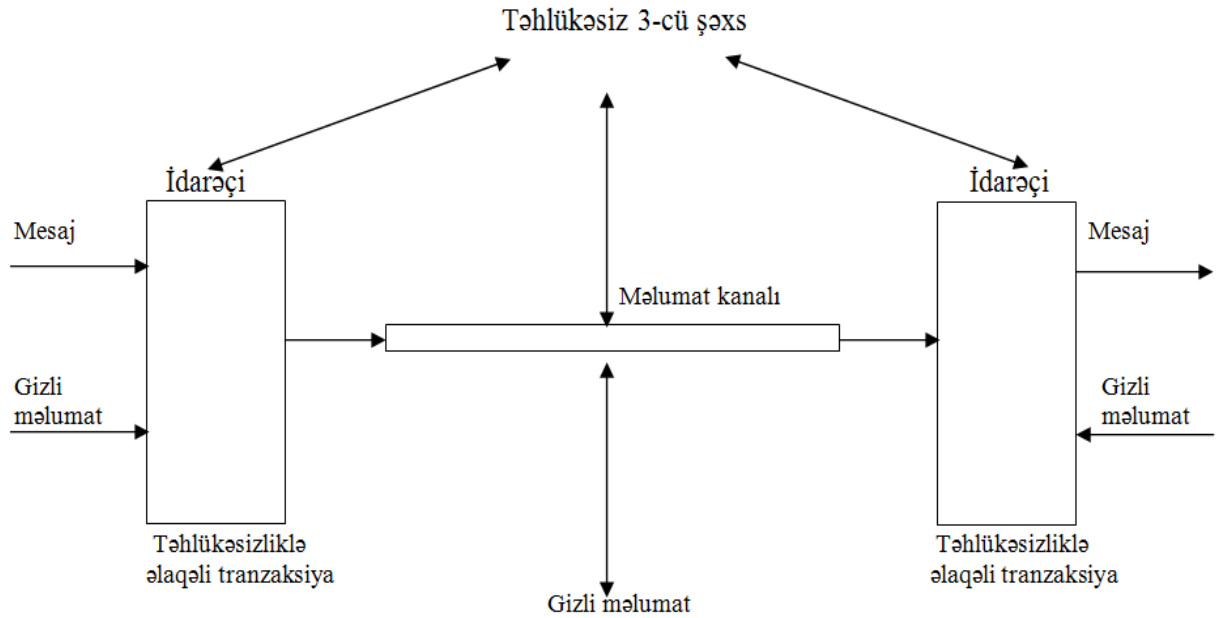 Təhlükəsiz 3-cü şəxs
İdarəçi
İdarəçi
Mesaj
Mesaj
Məlumat kanalı
Gizli
məlumat
Gizli
məlumat
Təhlükəsizliklə
əlaqəli tranzaksiya
Təhlükəsizliklə
əlaqəli tranzaksiya
Gizli məlumat